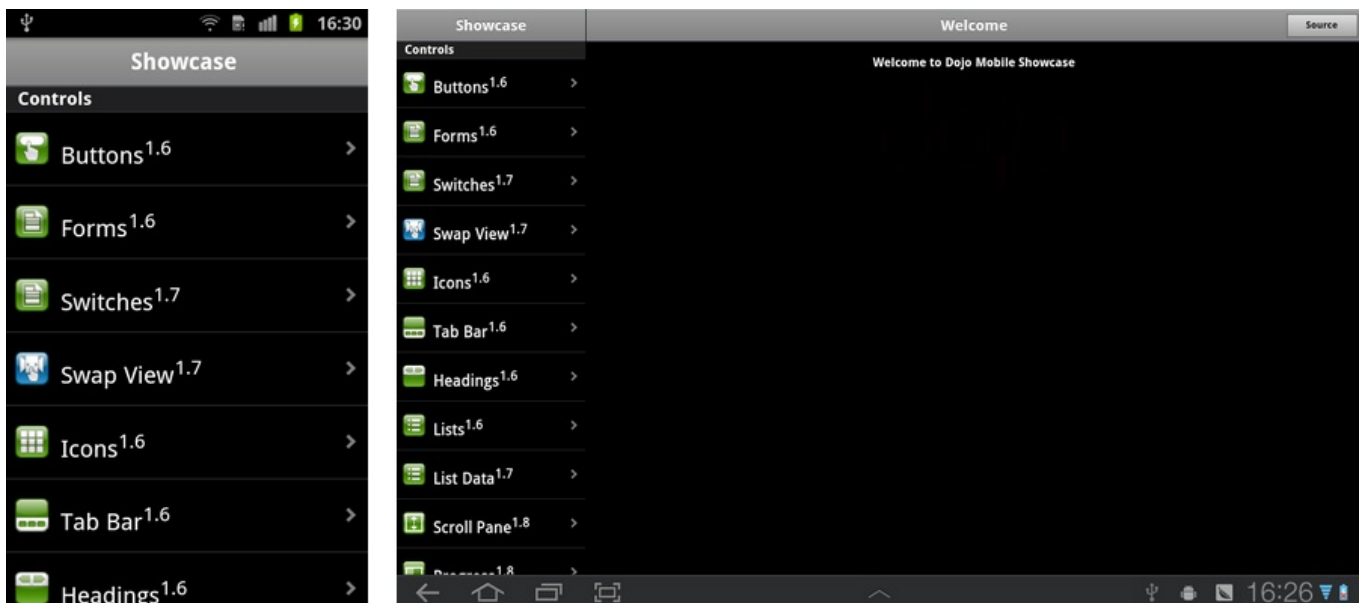 16:30
Showcase
Controls
Buttons1.6
Forms1.6
Switches1.7
Swap View1.7
Icons1.6
Tab Bar1.6
Headings1.6
Showcase
Welcome
Source
Controls
Welcome to Dojo Mobile Showcase
Buttons1.6
Forms1.6
Switches1.7
Swap View1.7
Icons1.6
Tab Bar1.6
Headings1.6
Lists1.6
List Data1.7
Scroll Pane1.8
Progress1.8
16:26